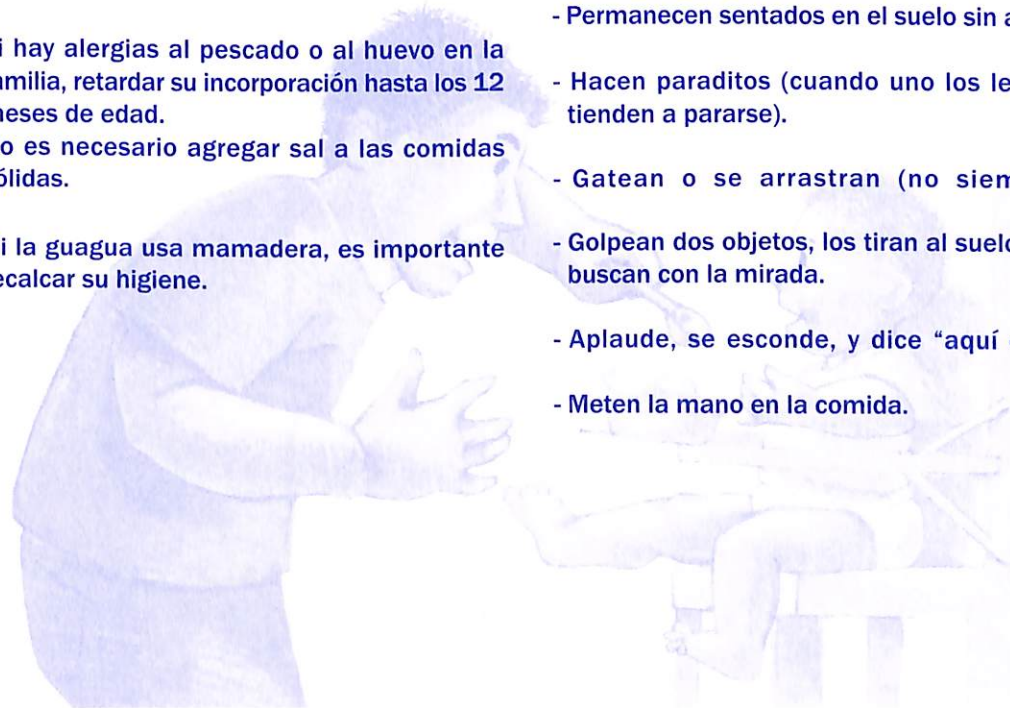 i hay alergias al pescado o al huevo en la
amilia, retardar su incorporación hasta los 12
neses de edad.
o es necesario agregar sal a las comidas
ólidas.
i la guagua usa mamadera, es importante
ecalcar su higiene.
- Permanecen sentados en el suelo sin a
- Hacen paraditos (cuando uno los le
tienden a pararse).
- Gatean o se arrastran (no siem
- Golpean dos objetos, los tiran al suelo
buscan con la mirada.
- Aplaude, se esconde, y dice “aquí
- Meten la mano en la comida.